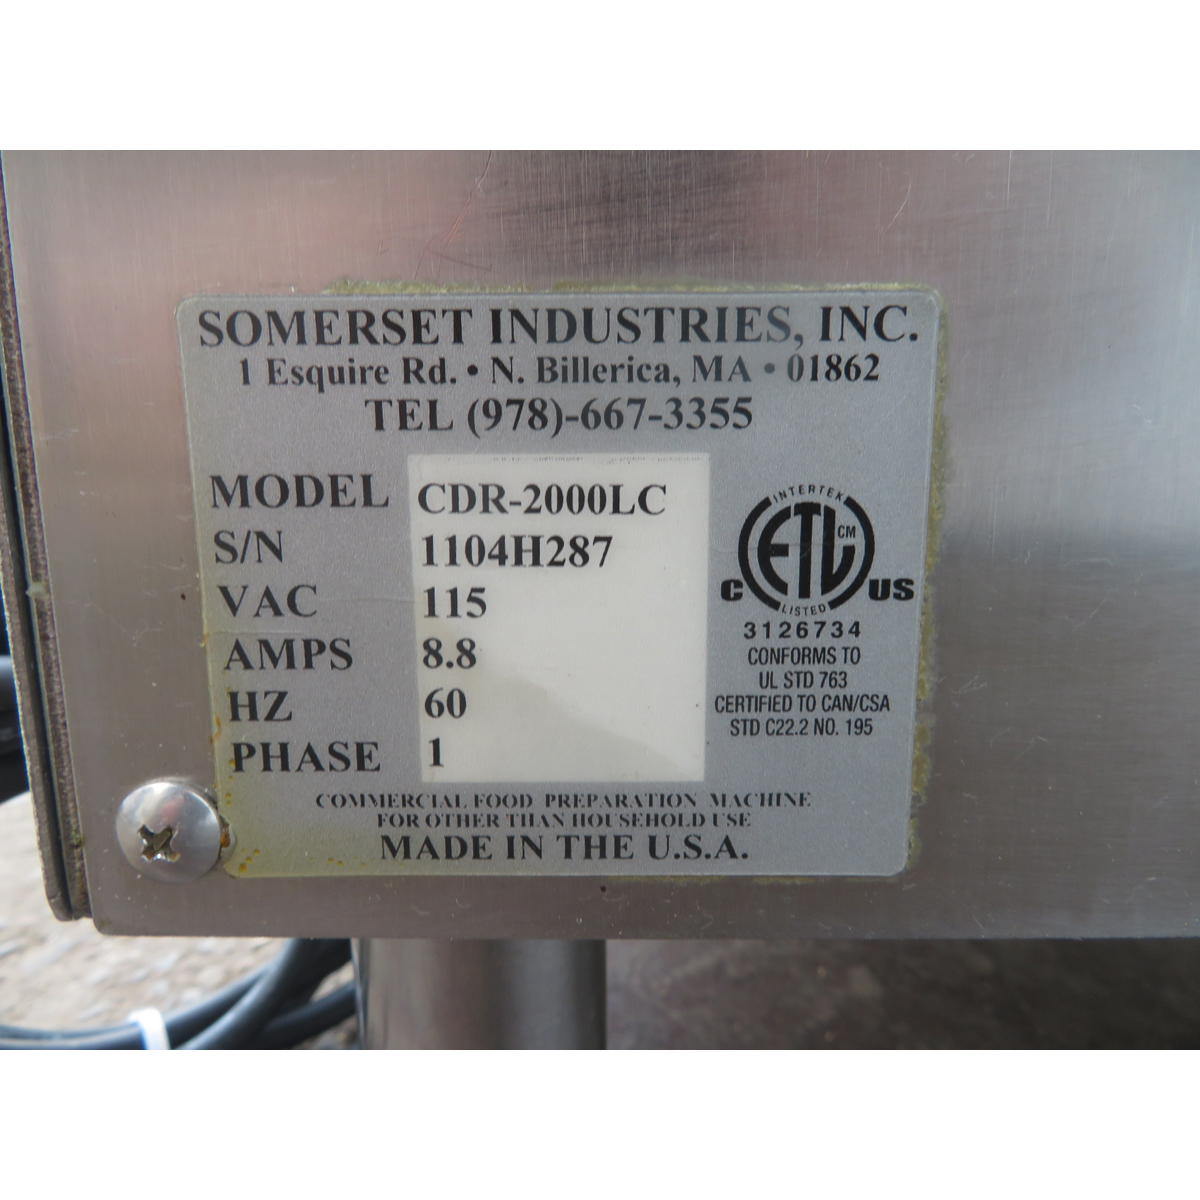 SOMERSET INDUSTRIES, INC.
1 Esquire Rd. • N. Billerica, MA • 01862
TEL (978)-667-3355
MODEL CDR-2000LC
S/N 1104H287
VAC 115
AMPS 8.8
HZ 60
PHASE 1
INTERTEK
ETL CM
C US
LISTED
3126734
CONFORMS TO
UL STD 763
CERTIFIED TO CAN/CSA
STD C22.2 NO. 195
COMMERCIAL FOOD PREPARATION MACHINE
FOR OTHER THAN HOUSEHOLD USE
MADE IN THE U.S.A.